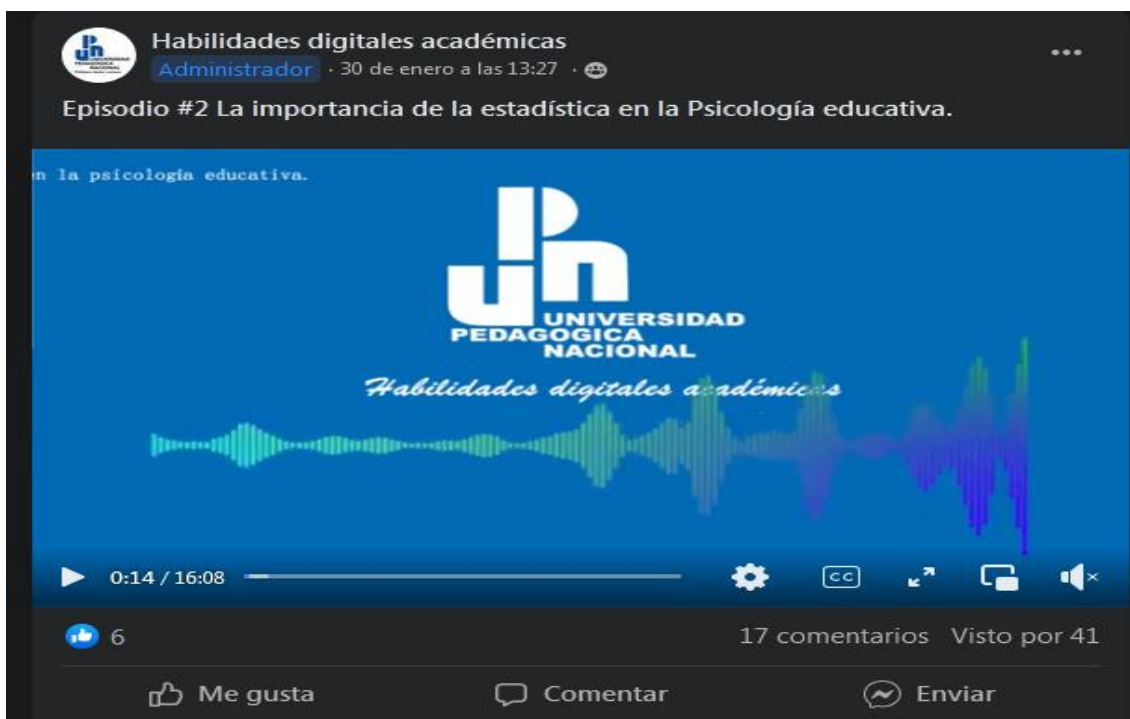 Habilidades digitales académicas
Administrador · 30 de enero a las 13:27 ·
Episodio #2 La importancia de la estadística en la Psicología educativa.
n la psicología educativa.
UPN
UNIVERSIDAD
PEDAGOGICA
NACIONAL
Habilidades digitales académicas
0:14 / 16:08
CC
6
17 comentarios Visto por 41
Me gusta Comentar Enviar